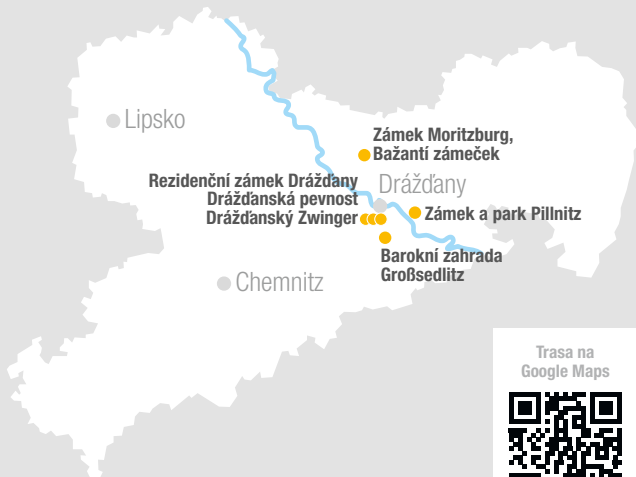 Lipsko
Zámek Moritzburg,
Bažantí zámeček
Rezidenční zámek Drážďany
Drážďanská pevnost
Drážďanský Zwinger
Drážďany
Zámek a park Pillnitz
Barokní zahrada
Großsedlitz
Chemnitz
Trasa na
Google Maps